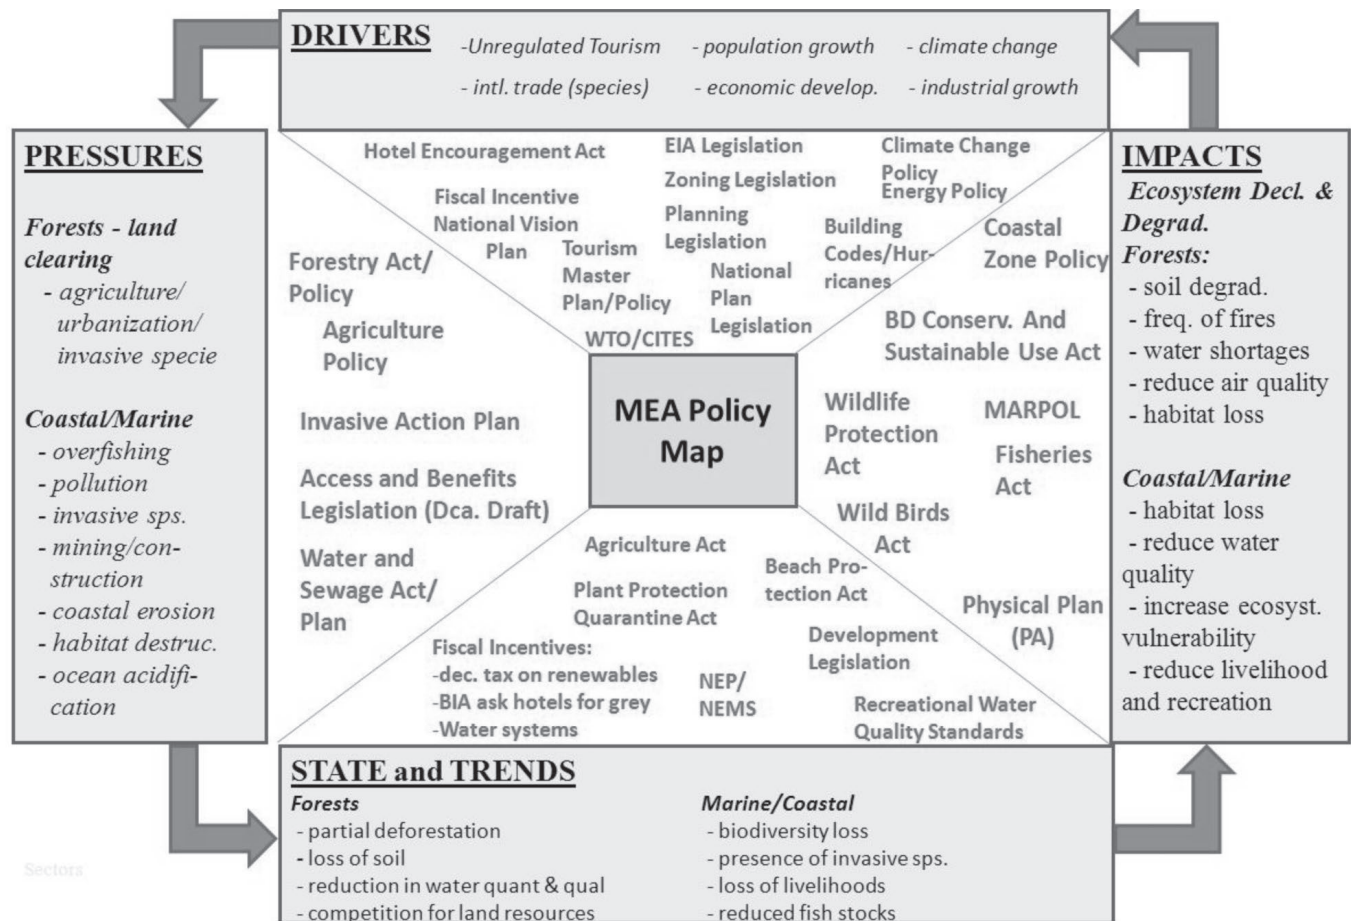 DRIVERS
-Unregulated Tourism - population growth - climate change
- intl. trade (species) - economic develop. - industrial growth
PRESSURES
Forests - land
clearing
- agriculture/
urbanization/
invasive specie
Coastal/Marine
- overfishing
- pollution
- invasive sps.
- mining/con-
struction
- coastal erosion
- habitat destruc.
- ocean acidifi-
cation
Hotel Encouragement Act
Fiscal Incentive
National Vision
Plan
Tourism
Master
Plan/Policy
WTO/CITES
EIA Legislation
Zoning Legislation
Planning
Legislation
National
Plan
Legislation
Climate Change
Policy
Energy Policy
Building
Codes/Hur-
ricanes
Forestry Act/
Policy
Agriculture
Policy
Invasive Action Plan
Access and Benefits
Legislation (Dca. Draft)
Water and
Sewage Act/
Plan
MEA Policy
Map
Coastal
Zone Policy
BD Conserv. And
Sustainable Use Act
Wildlife
Protection
Act
MARPOL
Fisheries
Act
Wild Birds
Act
Physical Plan
(PA)
Agriculture Act
Plant Protection
Quarantine Act
Beach Pro-
tection Act
Fiscal Incentives:
-dec. tax on renewables
-BIA ask hotels for grey
-Water systems
NEP/
NEMS
Development
Legislation
Recreational Water
Quality Standards
IMPACTS
Ecosystem Decl. &
Degrad.
Forests:
- soil degrad.
- freq. of fires
- water shortages
- reduce air quality
- habitat loss
Coastal/Marine
- habitat loss
- reduce water
quality
- increase ecosyst.
vulnerability
- reduce livelihood
and recreation
STATE and TRENDS
Forests
- partial deforestation
- loss of soil
- reduction in water quant & qual
- competition for land resources
Marine/Coastal
- biodiversity loss
- presence of invasive sps.
- loss of livelihoods
- reduced fish stocks
Sectors